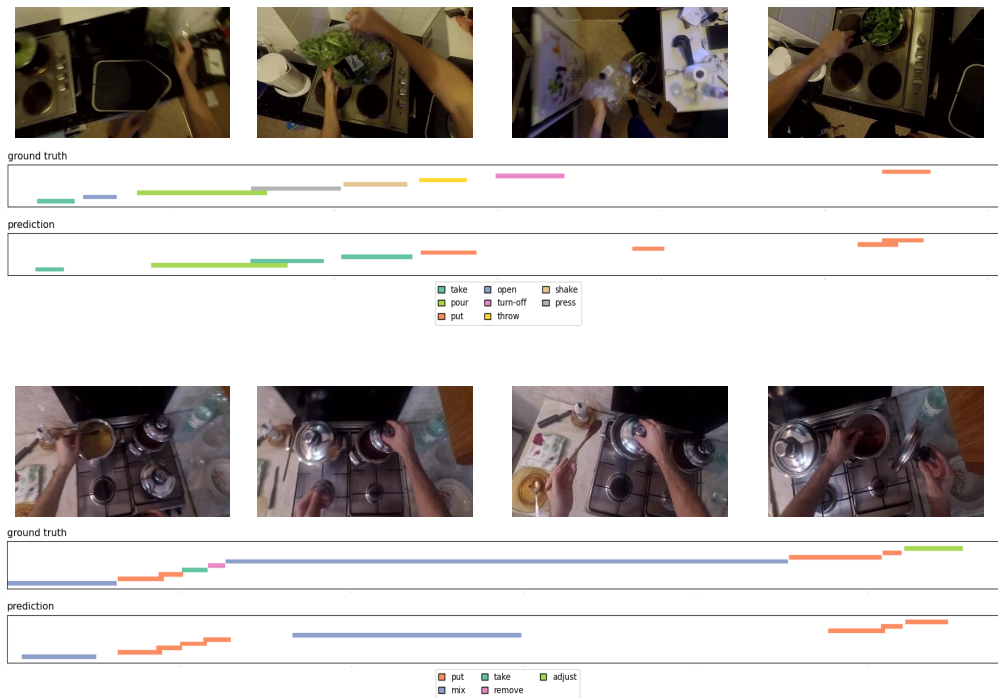 ground truth
prediction
take open shake
pour turn-off press
put throw
ground truth
prediction
put take adjust
mix remove